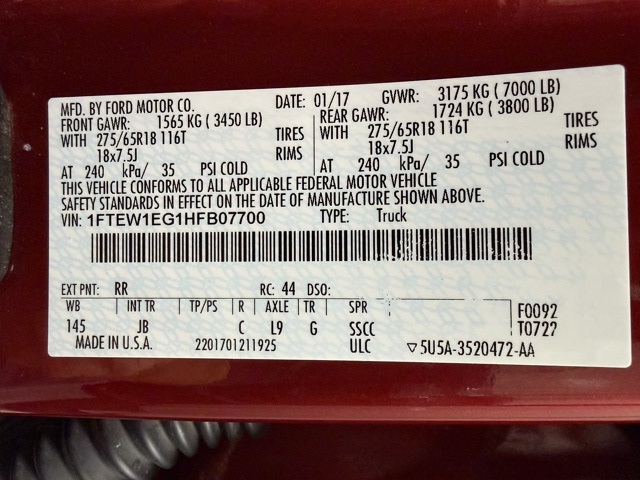 MFD. BY FORD MOTOR CO. DATE: 01/17 GVWR: 3175 KG ( 7000 LB)
FRONT GAWR: 1565 KG ( 3450 LB) REAR GAWR: 1724 KG ( 3800 LB)
WITH 275/65R18 116T TIRES WITH 275/65R18 116T TIRES
18x7.5J RIMS 18x7.5J RIMS
AT 240 kPa/ 35 PSI COLD AT 240 kPa/ 35 PSI COLD
THIS VEHICLE CONFORMS TO ALL APPLICABLE FEDERAL MOTOR VEHICLE
SAFETY STANDARDS IN EFFECT ON THE DATE OF MANUFACTURE SHOWN ABOVE.
VIN: 1FTEW1EG1HFB07700 TYPE: Truck
EXT PNT: RR RC: 44 DSO:
WB INT TR TP/PS R AXLE TR SPR F0092
145 JB C L9 G SSCC T0722
MADE IN U.S.A. 2201701211925 ULC ▽5U5A-3520472-AA